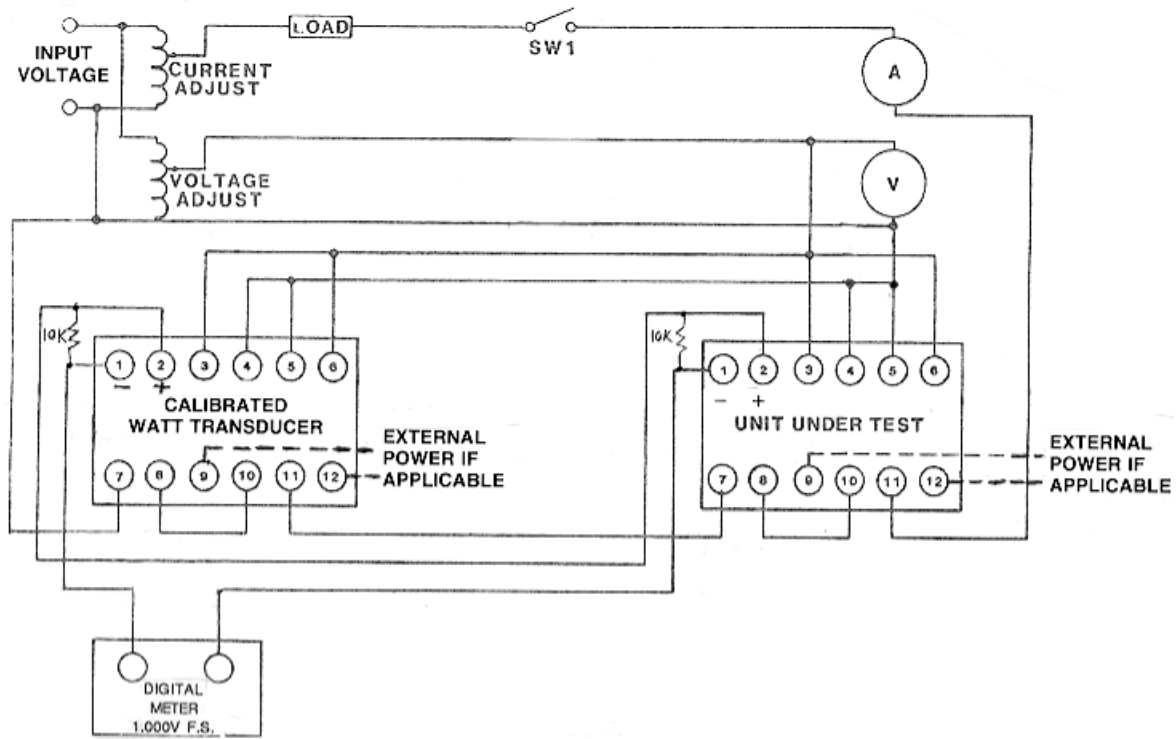 INPUT
VOLTAGE
CURRENT
ADJUST
LOAD
SW1
A
VOLTAGE
ADJUST
V
10K
1 2 3 4 5 6
- +
CALIBRATED
WATT TRANSDUCER
7 8 9 10 11 12
EXTERNAL
POWER IF
APPLICABLE
10K
1 2 3 4 5 6
- +
UNIT UNDER TEST
7 8 9 10 11 12
EXTERNAL
POWER IF
APPLICABLE
DIGITAL
METER
1,000V F.S.